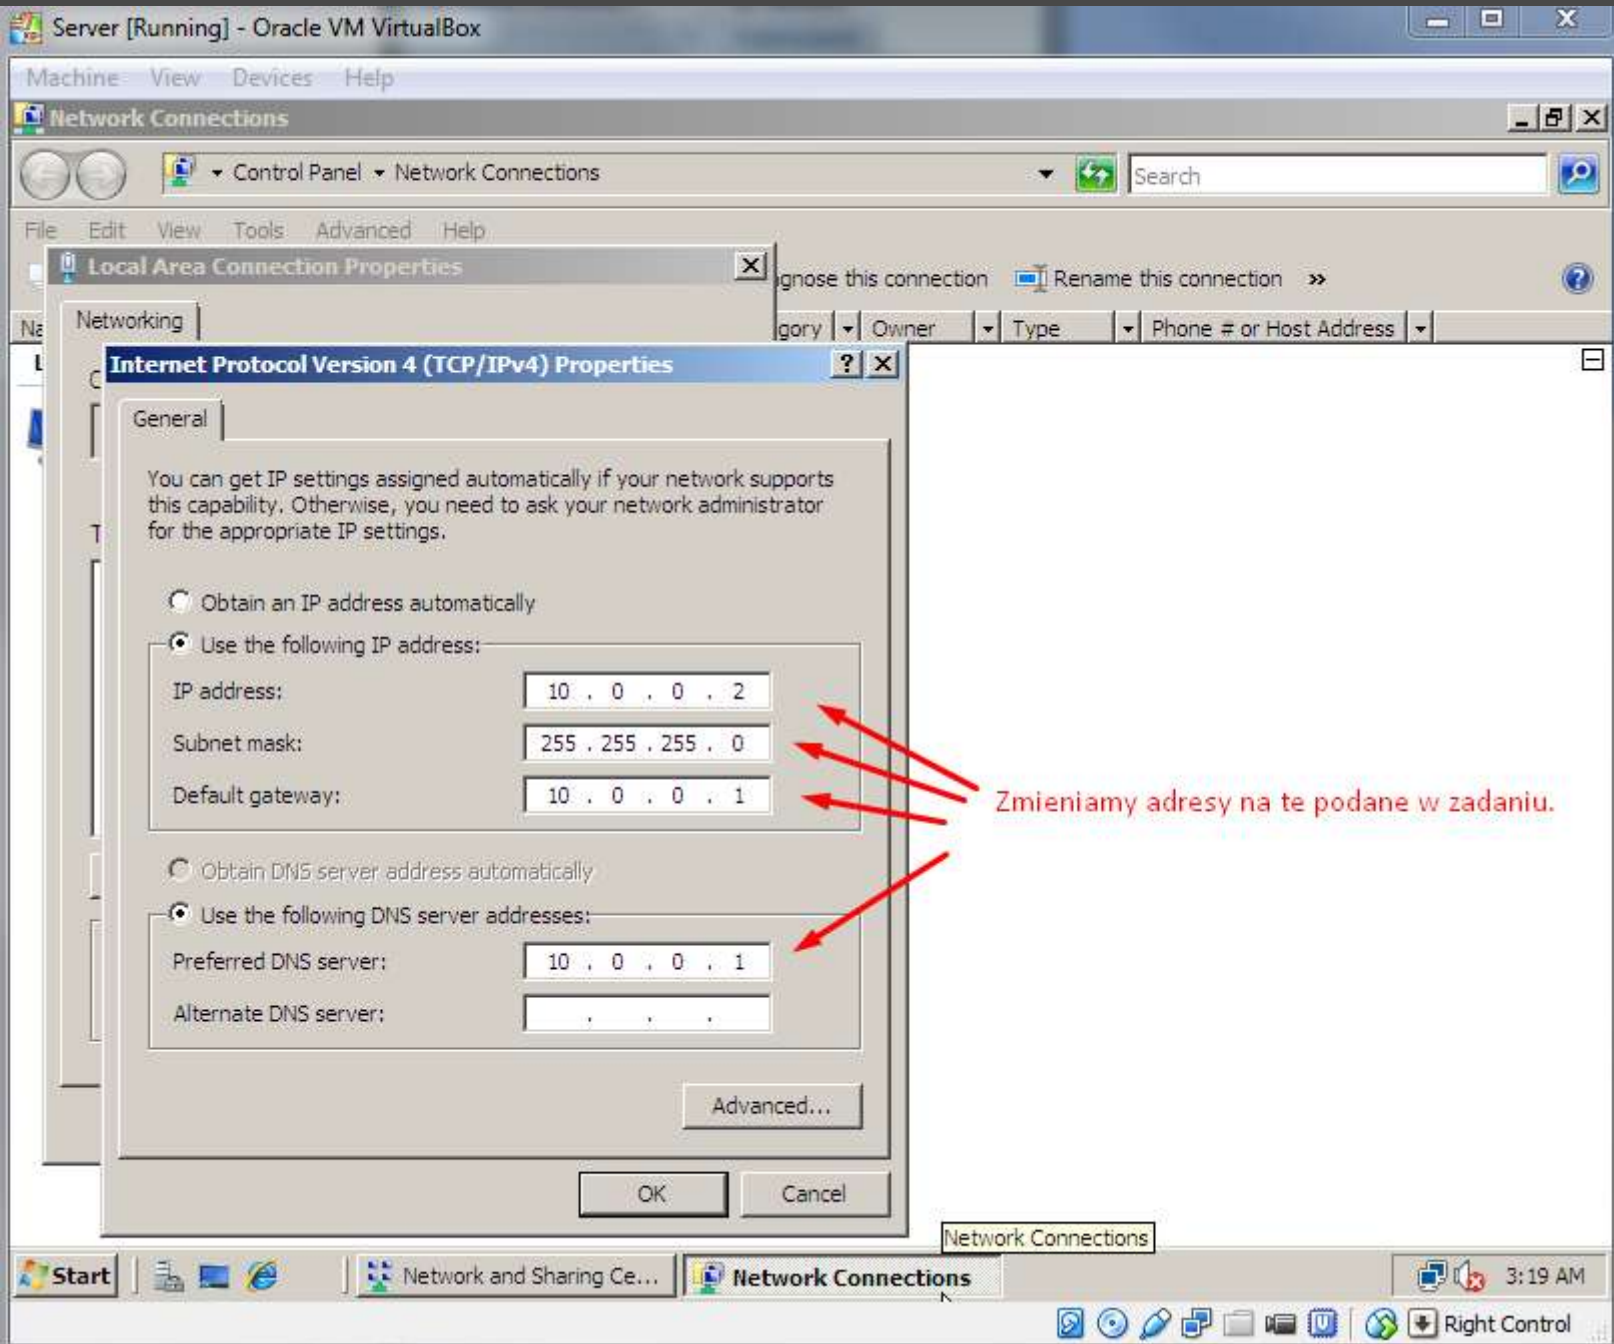 Server [Running] - Oracle VM VirtualBox
Machine View Devices Help
Network Connections
Control Panel Network Connections
Search
File Edit View Tools Advanced Help
Local Area Connection Properties
gnose this connection Rename this connection »
Networking
Na
gory Owner Type Phone # or Host Address
Internet Protocol Version 4 (TCP/IPv4) Properties
General
You can get IP settings assigned automatically if your network supports
this capability. Otherwise, you need to ask your network administrator
for the appropriate IP settings.
Obtain an IP address automatically
Use the following IP address:
IP address: 10 . 0 . 0 . 2
Subnet mask: 255 . 255 . 255 . 0
Default gateway: 10 . 0 . 0 . 1
Zmieniamy adresy na te podane w zadaniu.
Obtain DNS server address automatically
Use the following DNS server addresses:
Preferred DNS server: 10 . 0 . 0 . 1
Alternate DNS server: . . .
Advanced...
OK Cancel
Network Connections
Start Network and Sharing Ce... Network Connections 3:19 AM
Right Control